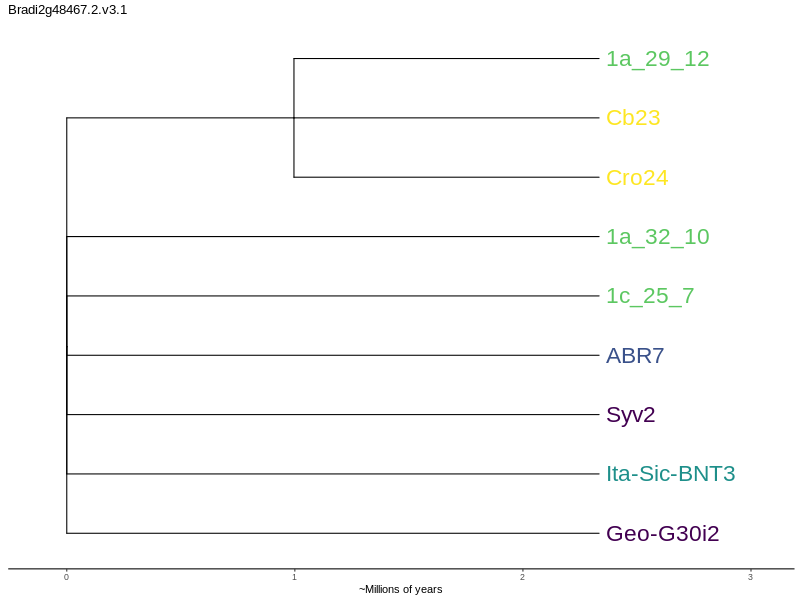 Bradi2g48467.2.v3.1
1a_29_12
Cb23
Cro24
1a_32_10
1c_25_7
ABR7
Syv2
Ita-Sic-BNT3
Geo-G30i2
0 1 2 3
~Millions of years